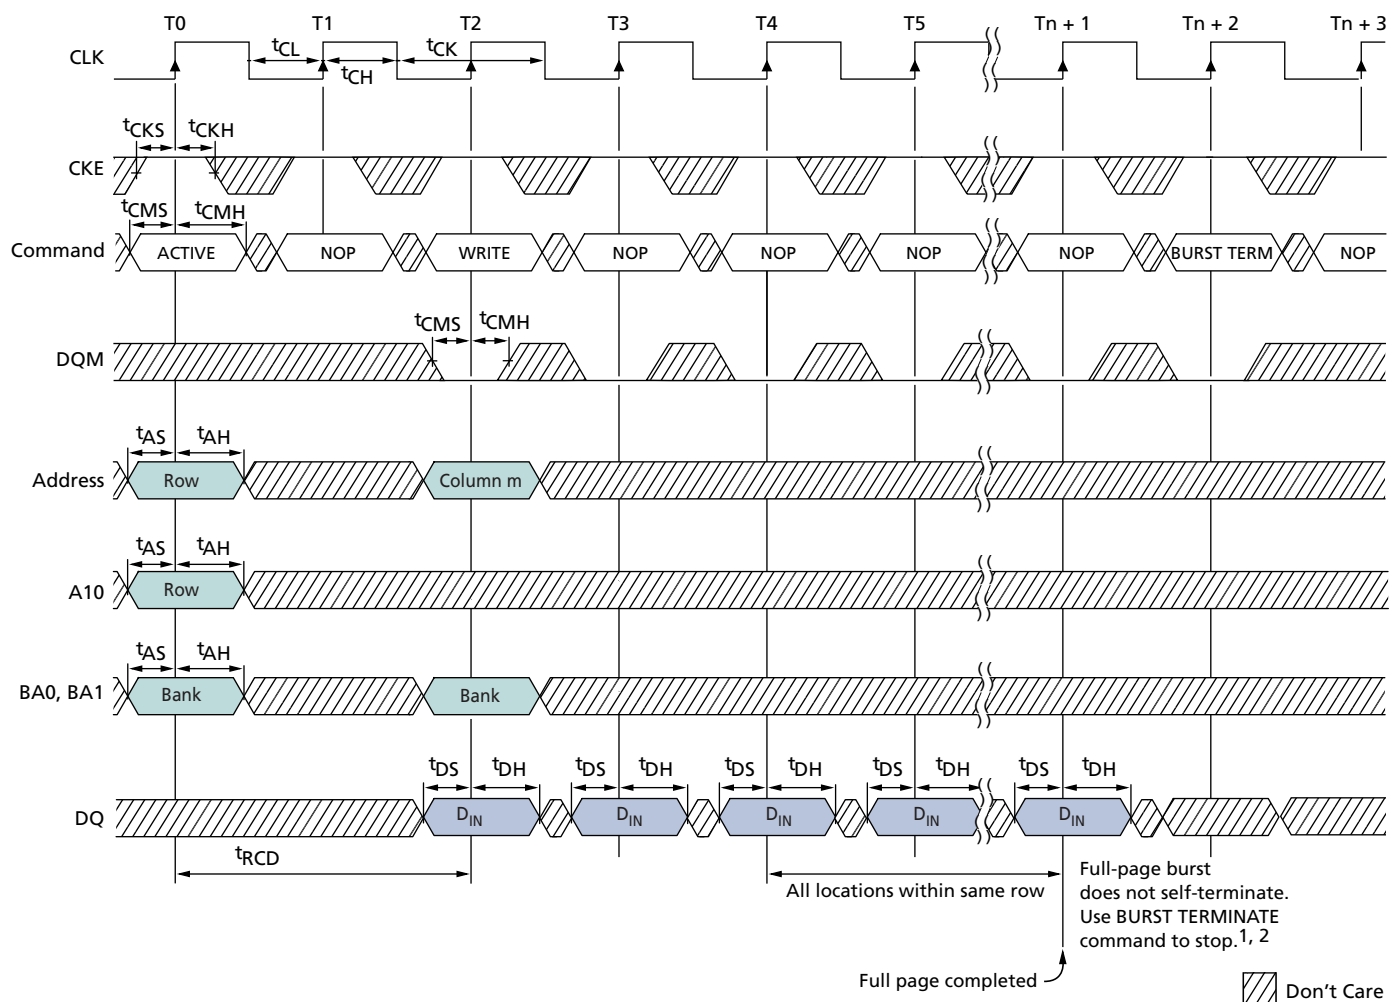 T0 T1 T2 T3 T4 T5 Tn + 1 Tn + 2 Tn + 3
CLK
tCL tCK
tCH
tCKS tCKH
CKE
tCMS tCMH
Command ACTIVE NOP WRITE NOP NOP NOP NOP BURST TERM NOP
tCMS tCMH
DQM
tAS tAH
Address Row Column m
tAS tAH
A10 Row
tAS tAH
BA0, BA1 Bank Bank
tDS tDH tDS tDH tDS tDH tDS tDH tDS tDH
DQ DIN DIN DIN DIN DIN
tRCD
All locations within same row
Full-page burst
does not self-terminate.
Use BURST TERMINATE
command to stop.1, 2
Full page completed
Don't Care